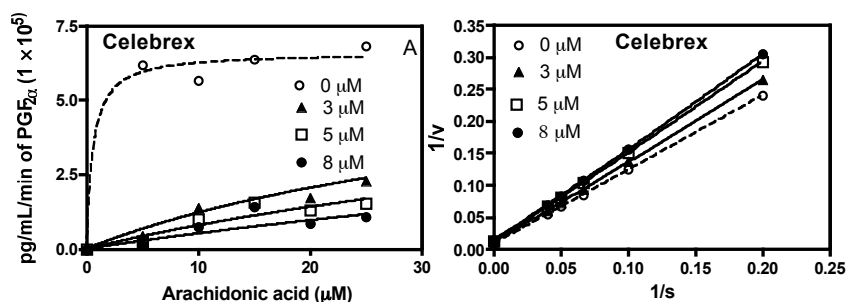 Celebrex
A
pg/mL/min of PGF2α (1 × 10⁵)
7.5
5.0
2.5
0.0
0 µM
3 µM
5 µM
8 µM
0
10
20
30
Arachidonic acid (µM)
Celebrex
1/v
0.35
0.30
0.25
0.20
0.15
0.10
0.05
0.00
0 µM
3 µM
5 µM
8 µM
0.00
0.05
0.10
0.15
0.20
0.25
1/s